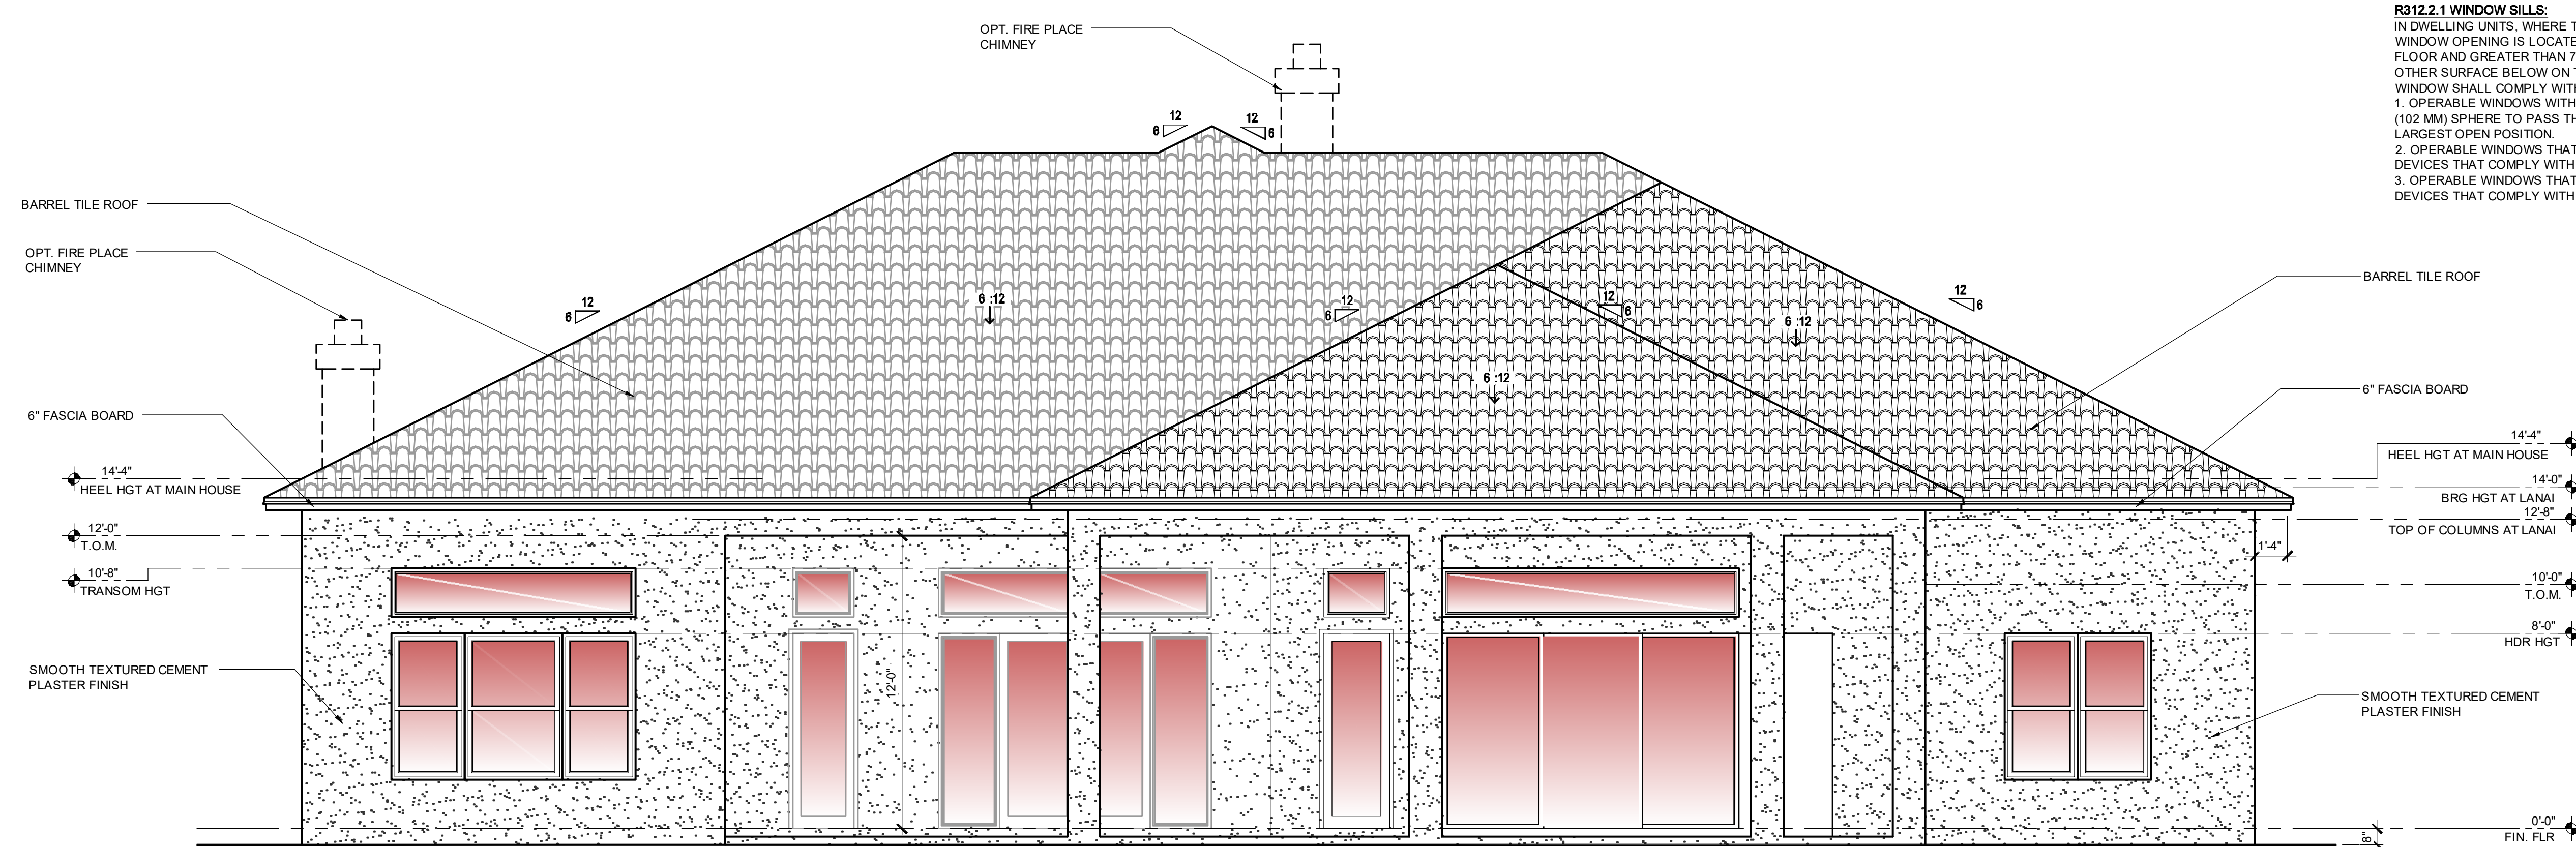 OPT. FIRE PLACE
CHIMNEY
R312.2.1 WINDOW SILLS:
IN DWELLING UNITS, WHERE
WINDOW OPENING IS
FLOOR AND GREATER THAN
OTHER SURFACE BELOW ON
WINDOW SHALL COMPLY
1. OPERABLE WINDOWS WITH
(102 MM) SPHERE TO PASS
LARGEST OPEN POSITION.
2. OPERABLE WINDOWS THAT
DEVICES THAT COMPLY WITH
3. OPERABLE WINDOWS THAT
DEVICES THAT COMPLY WITH
12
6
12
6
BARREL TILE ROOF
OPT. FIRE PLACE
CHIMNEY
BARREL TILE ROOF
12
6
6 :12
12
6
12
6
12
6
6 :12
6 :12
6" FASCIA BOARD
6" FASCIA BOARD
14'-4"
HEEL HGT AT MAIN HOUSE
12'-0"
T.O.M.
10'-8"
TRANSOM HGT
14'-4"
HEEL HGT AT MAIN HOUSE
14'-0"
BRG HGT AT LANAI
12'-8"
TOP OF COLUMNS AT LANAI
1'-4"
10'-0"
T.O.M.
8'-0"
HDR HGT
12'-0"
SMOOTH TEXTURED CEMENT
PLASTER FINISH
SMOOTH TEXTURED CEMENT
PLASTER FINISH
0'-0"
FIN. FLR
8"